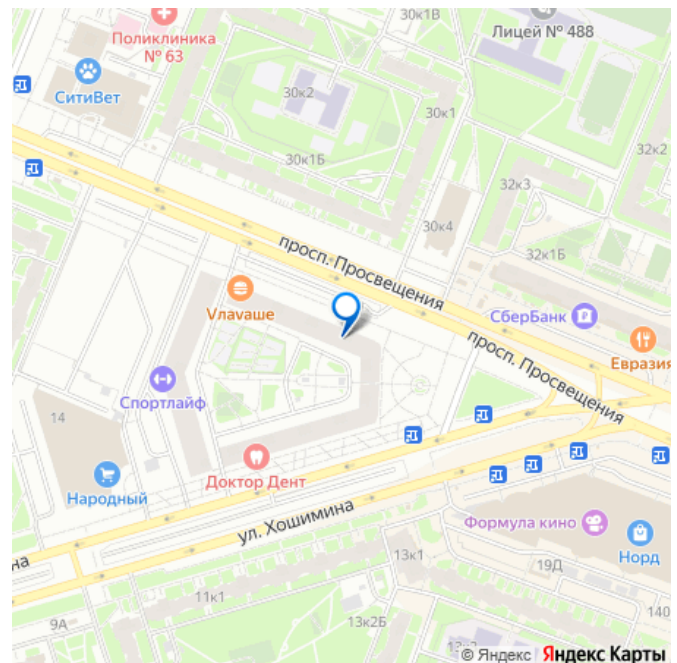 30к1В
Лицей № 488
Поликлиника
№ 63
СитиВет
30к2
30к1
30к1Б
32к2
32к3
30к4
просп. Просвещения
32к1Б
Vлаvаше
СберБанк
просп. Просвещения
Евразия
Спортлайф
14
Доктор Дент
Народный
ул. Хошимина
Формула кино
Норд
на
13к1
19Д
11к1
140
9А
13к2Б
© Яндекс Яндекс Карты